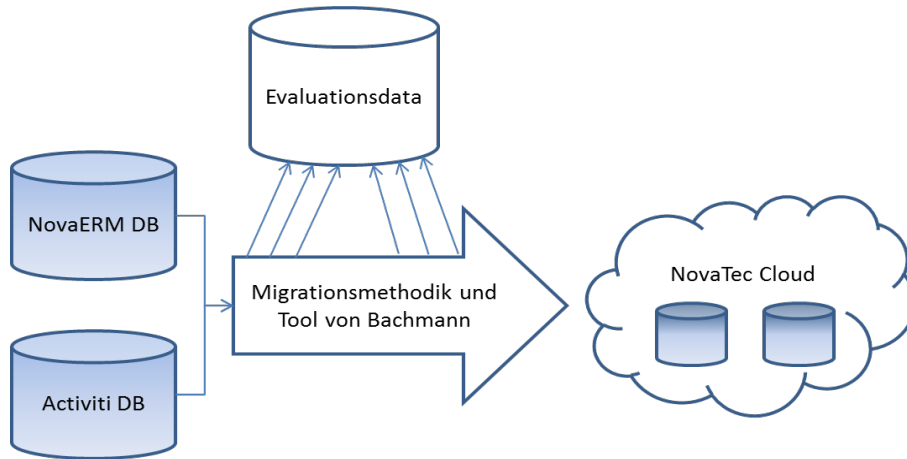 Evaluationsdata
NovaERM DB
Migrationsmethodik und
Tool von Bachmann
NovaTec Cloud
Activiti DB